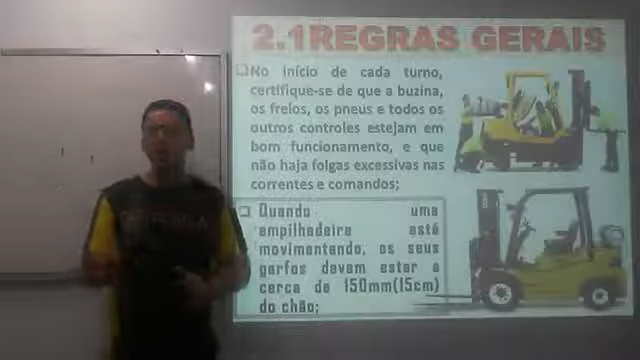 2.1REGRAS GERAIS
No início de cada turno,
certifique-se de que a buzina,
os freios, os pneus e todos os
outros controles estejam em
bom funcionamento, e que
não haja folgas excessivas nas
correntes e comandos;
Quando uma
empilhadeira está
movimentando, os seus
garfos devam estar a
cerca de 150mm(15cm)
do chão;